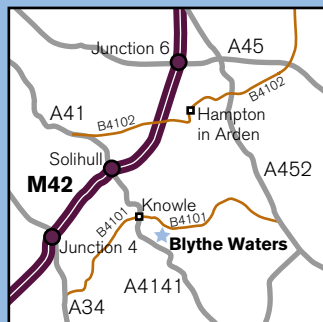 Junction 6
A45
A41
B4102
B4102
Hampton
in Arden
Solihull
M42
A452
Knowle
B4101
B4101
Blythe Waters
Junction 4
A34
A4141